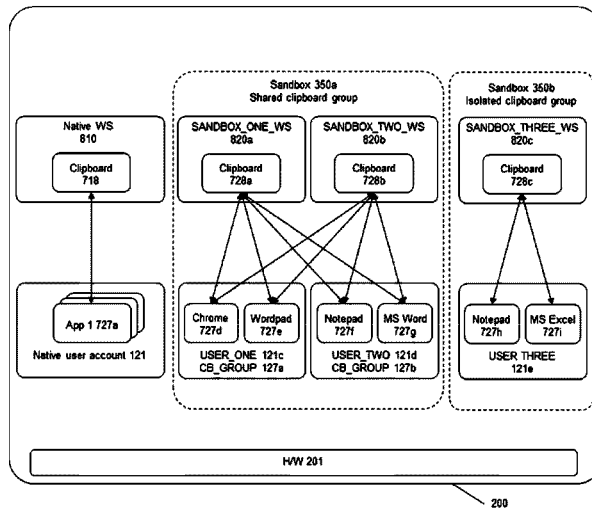 Sandbox 350a
Shared clipboard group
Sandbox 350b
Isolated clipboard group
Native WS
810
Clipboard
718
SANDBOX_ONE_WS
820a
Clipboard
728a
SANDBOX_TWO_WS
820b
Clipboard
728b
SANDBOX_THREE_WS
820c
Clipboard
728c
App 1 727a
Native user account 121
Chrome
727d
Wordpad
727e
USER_ONE 121c
CB_GROUP 127a
Notepad
727f
MS Word
727g
USER_TWO 121d
CB_GROUP 127b
Notepad
727h
MS Excel
727i
USER THREE
121e
H/W 201
200